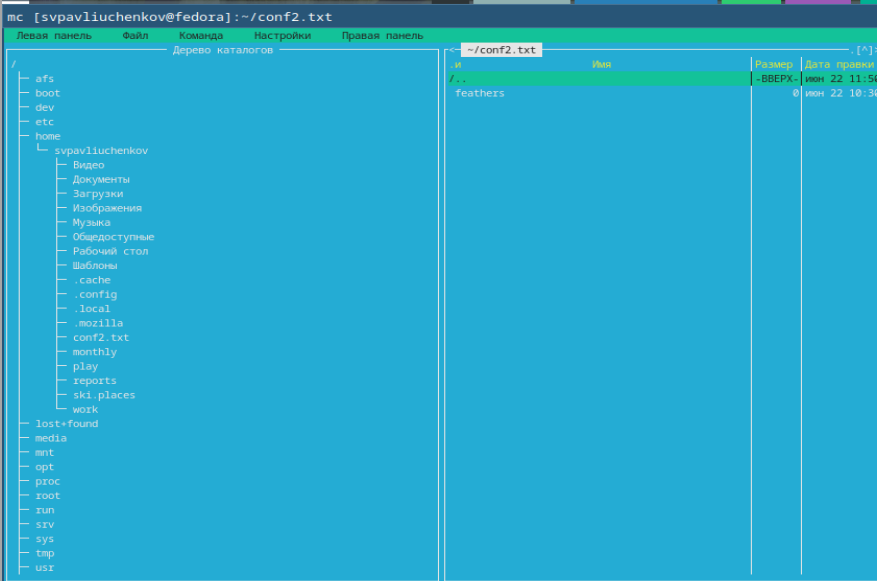 mc [svpavliuchenkov@fedora]:~/conf2.txt
Левая панель Файл Команда Настройки Правая панель
Дерево каталогов
/
afs
boot
dev
etc
home
svpavliuchenkov
Видео
Документы
Загрузки
Изображения
Музыка
Общедоступные
Рабочий стол
Шаблоны
.cache
.config
.local
.mozilla
conf2.txt
monthly
play
reports
ski.places
work
lost+found
media
mnt
opt
proc
root
run
srv
sys
tmp
usr
<─ ~/conf2.txt .[^]>
.и Имя Размер Дата правки
/.. -ВВЕРХ- июн 22 11:50
feathers 0 июн 22 10:30